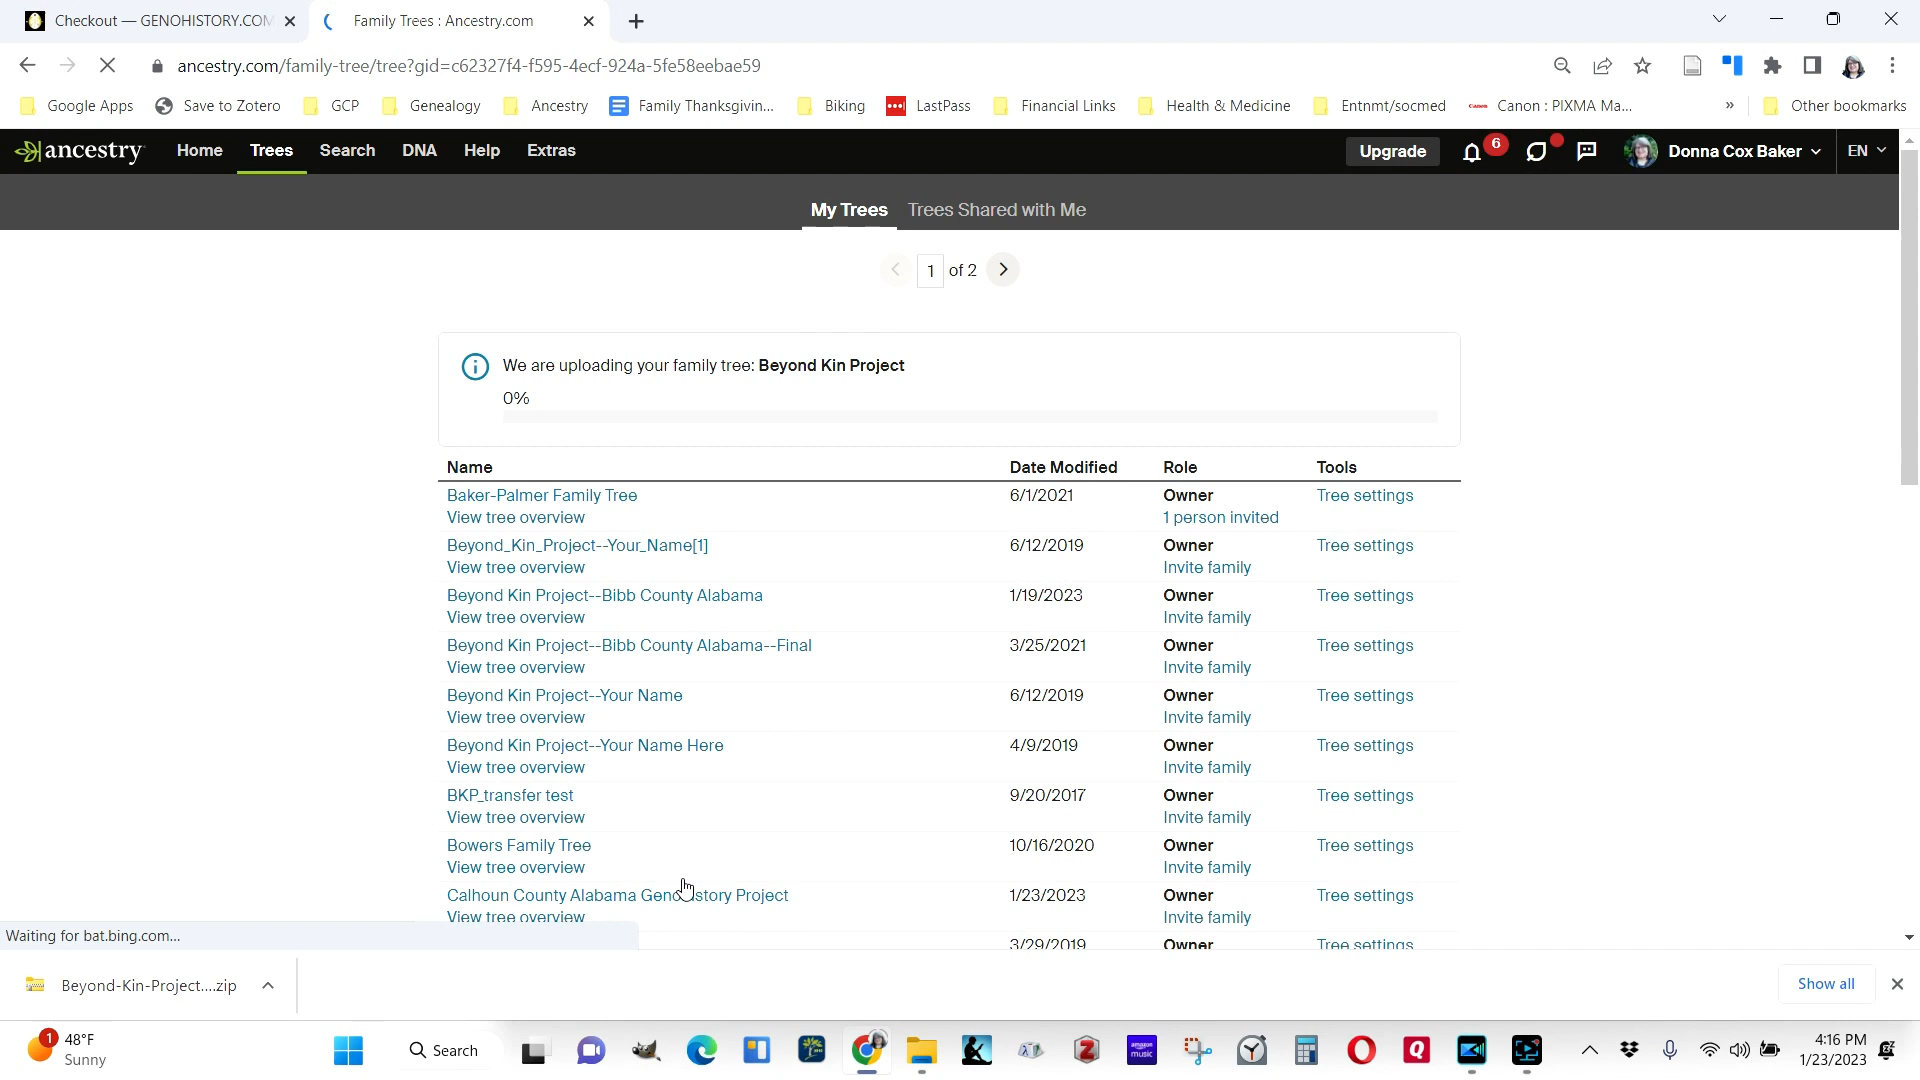 Checkout — GENOHISTORY.COM
Family Trees : Ancestry.com
ancestry.com/family-tree/tree?gid=c62327f4-f595-4ecf-924a-5fe58eebae59
Google Apps Save to Zotero GCP Genealogy Ancestry Family Thanksgivin... Biking LastPass Financial Links Health & Medicine Entnmt/socmed Canon : PIXMA Ma... » Other bookmarks
ancestry Home Trees Search DNA Help Extras Upgrade 6 Donna Cox Baker EN
My Trees Trees Shared with Me
1 of 2
We are uploading your family tree: Beyond Kin Project
0%
Name Date Modified Role Tools
Baker-Palmer Family Tree 6/1/2021 Owner Tree settings
View tree overview 1 person invited
Beyond_Kin_Project--Your_Name[1] 6/12/2019 Owner Tree settings
View tree overview Invite family
Beyond Kin Project--Bibb County Alabama 1/19/2023 Owner Tree settings
View tree overview Invite family
Beyond Kin Project--Bibb County Alabama--Final 3/25/2021 Owner Tree settings
View tree overview Invite family
Beyond Kin Project--Your Name 6/12/2019 Owner Tree settings
View tree overview Invite family
Beyond Kin Project--Your Name Here 4/9/2019 Owner Tree settings
View tree overview Invite family
BKP_transfer test 9/20/2017 Owner Tree settings
View tree overview Invite family
Bowers Family Tree 10/16/2020 Owner Tree settings
View tree overview Invite family
Calhoun County Alabama Genohistory Project 1/23/2023 Owner Tree settings
View tree overview Invite family
3/29/2019 Owner Tree settings
Waiting for bat.bing.com...
Beyond-Kin-Project....zip Show all
1 48°F
Sunny
Search
amazon music
4:16 PM
1/23/2023